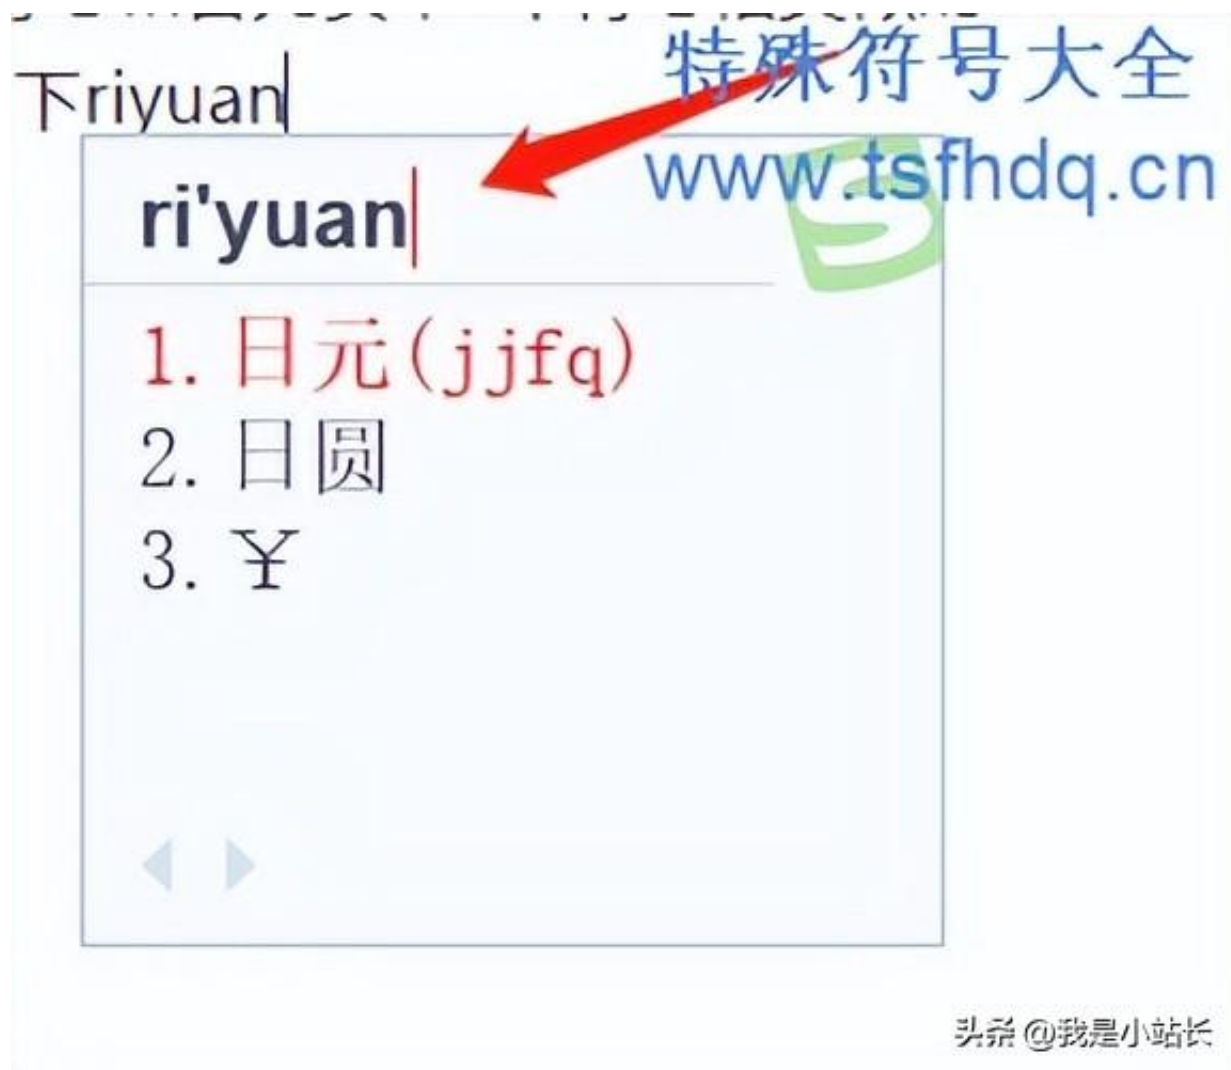 特殊符号大全
下riyuan
www.tsfhdq.cn
ri'yuan
1. 日元(jjfq)
2. 日圆
3. ¥
头条 @我是小站长